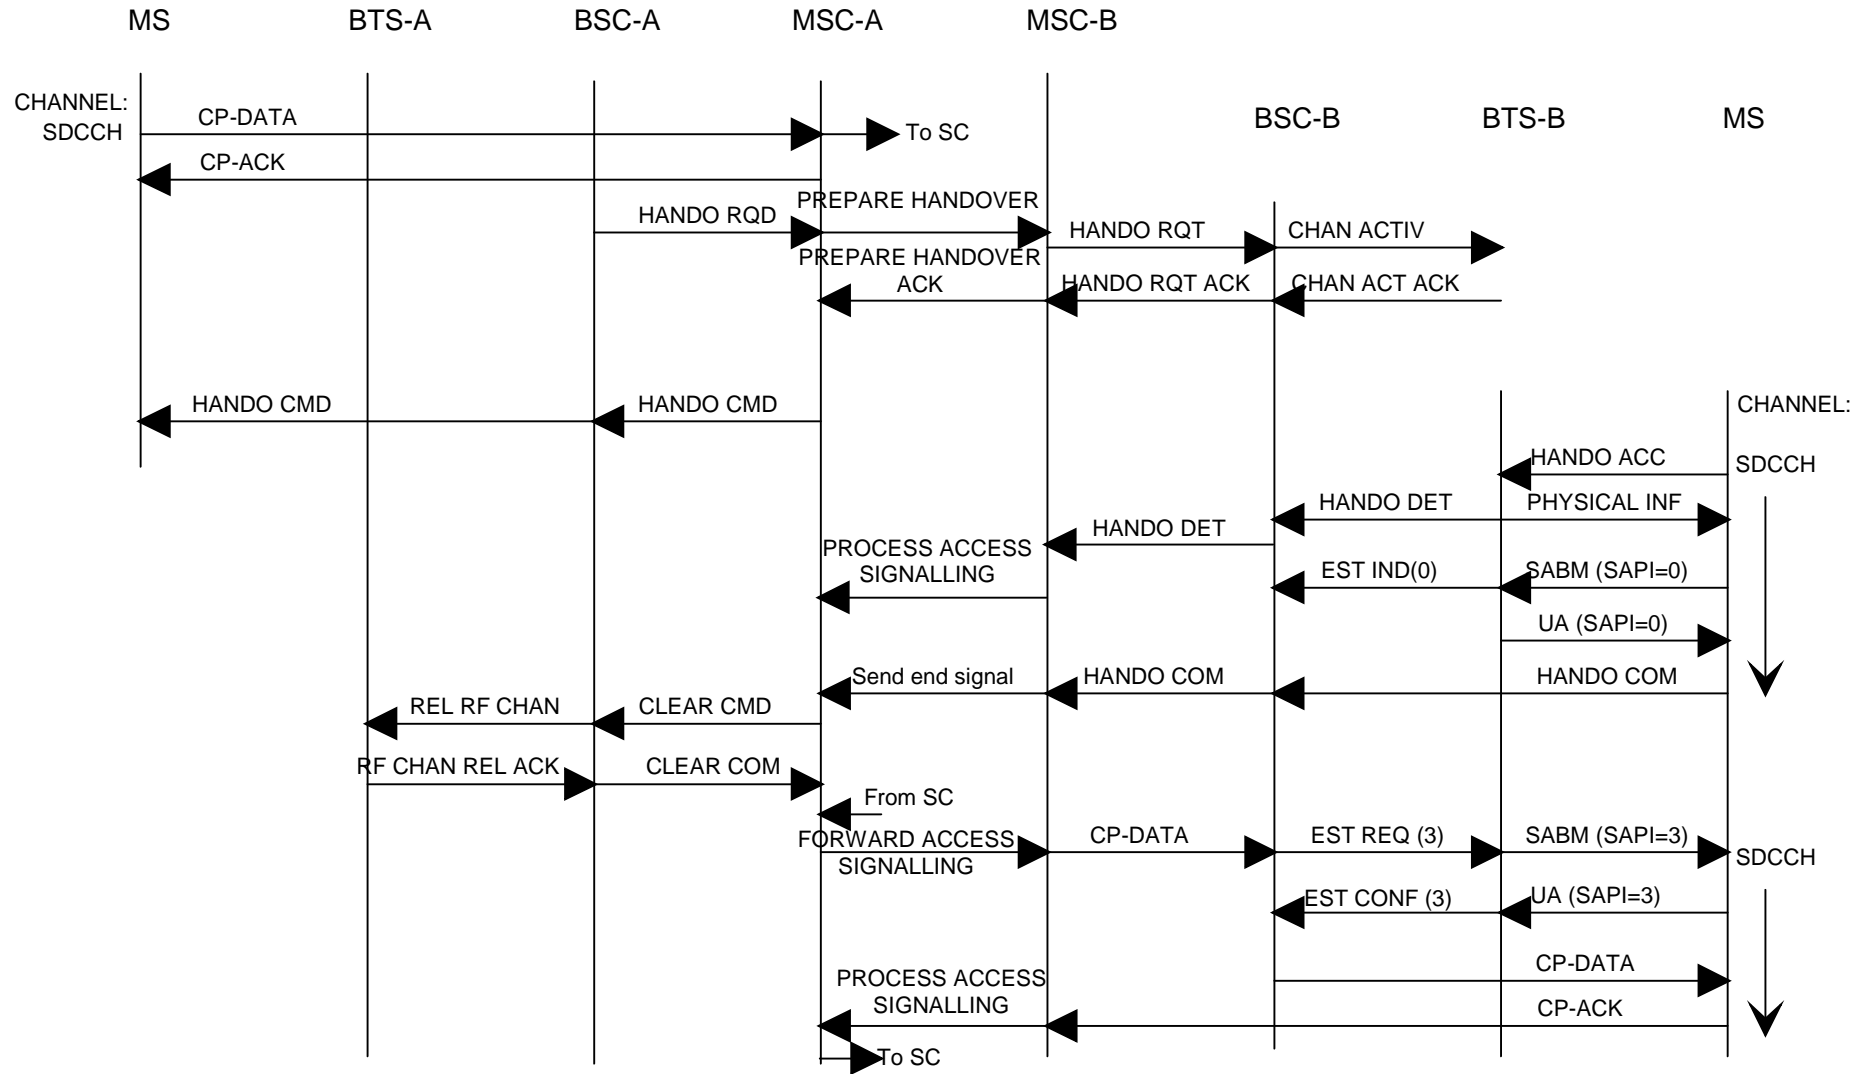 MS BTS-A BSC-A MSC-A MSC-B
CHANNEL:
SDCCH
CP-DATA
To SC
BSC-B BTS-B MS
CP-ACK
PREPARE HANDOVER
HANDO RQD
HANDO RQT
CHAN ACTIV
PREPARE HANDOVER
ACK
HANDO RQT ACK
CHAN ACT ACK
HANDO CMD
HANDO CMD
CHANNEL:
HANDO ACC
SDCCH
HANDO DET
PHYSICAL INF
HANDO DET
PROCESS ACCESS
SIGNALLING
EST IND(0)
SABM (SAPI=0)
UA (SAPI=0)
Send end signal
HANDO COM
HANDO COM
REL RF CHAN
CLEAR CMD
RF CHAN REL ACK
CLEAR COM
From SC
FORWARD ACCESS
SIGNALLING
CP-DATA
EST REQ (3)
SABM (SAPI=3)
SDCCH
EST CONF (3)
UA (SAPI=3)
CP-DATA
PROCESS ACCESS
SIGNALLING
CP-ACK
To SC